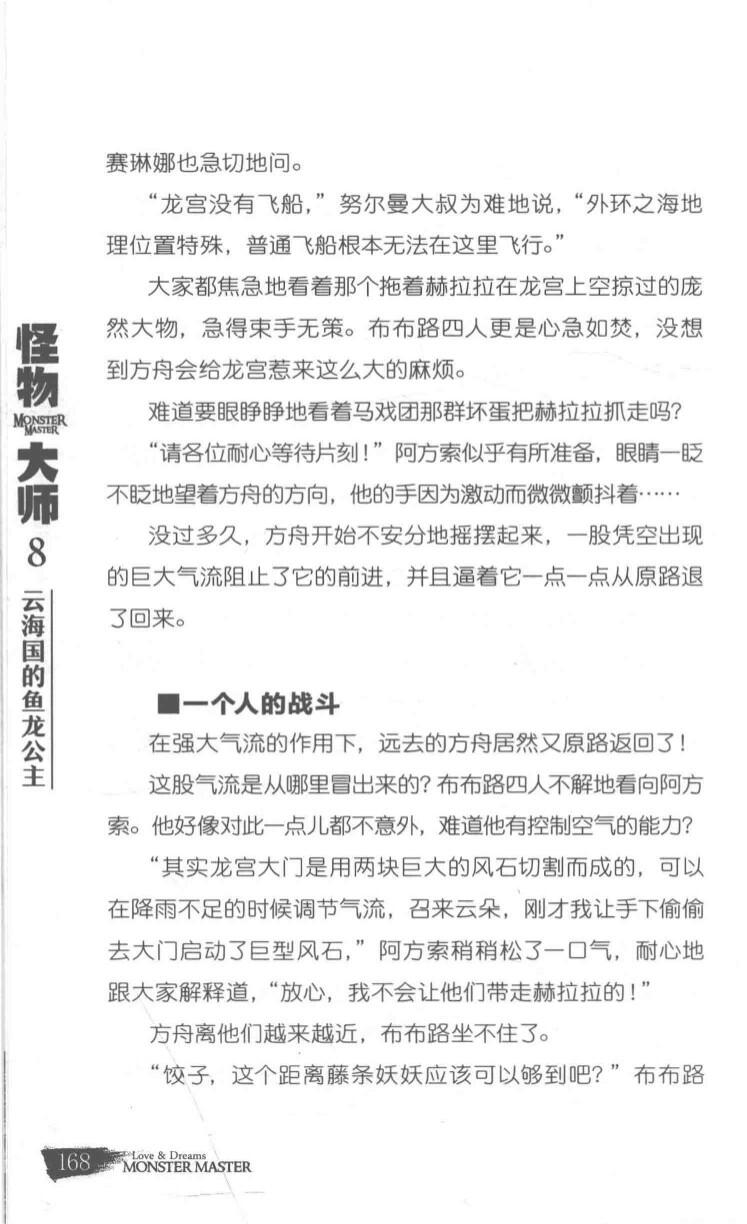 赛琳娜也急切地问。
“龙宫没有飞船，”努尔曼大叔为难地说，“外环之海地
理位置特殊，普通飞船根本无法在这里飞行。”
大家都焦急地看着那个拖着赫拉拉在龙宫上空掠过的庞
然大物，急得束手无策。布布路四人更是心急如焚，没想
到方舟会给龙宫惹来这么大的麻烦。
难道要眼睁睁地看着马戏团那群坏蛋把赫拉拉抓走吗？
“请各位耐心等待片刻！”阿方索似乎有所准备，眼睛一眨
不眨地望着方舟的方向，他的手因为激动而微微颤抖着……
没过多久，方舟开始不安分地摇摆起来，一股凭空出现
的巨大气流阻止了它的前进，并且逼着它一点一点从原路退
了回来。
■一个人的战斗
在强大气流的作用下，远去的方舟居然又原路返回了！
这股气流是从哪里冒出来的？布布路四人不解地看向阿方
索。他好像对此一点儿都不意外，难道他有控制空气的能力？
“其实龙宫大门是用两块巨大的风石切割而成的，可以
在降雨不足的时候调节气流，召来云朵，刚才我让手下偷偷
去大门启动了巨型风石，”阿方索稍稍松了一口气，耐心地
跟大家解释道，“放心，我不会让他们带走赫拉拉的！”
方舟离他们越来越近，布布路坐不住了。
“饺子，这个距离藤条妖妖应该可以够到吧？”布布路
怪物
MONSTER
MASTER
大师
8
云海国的鱼龙公主
168
Love & Dreams
MONSTER MASTER